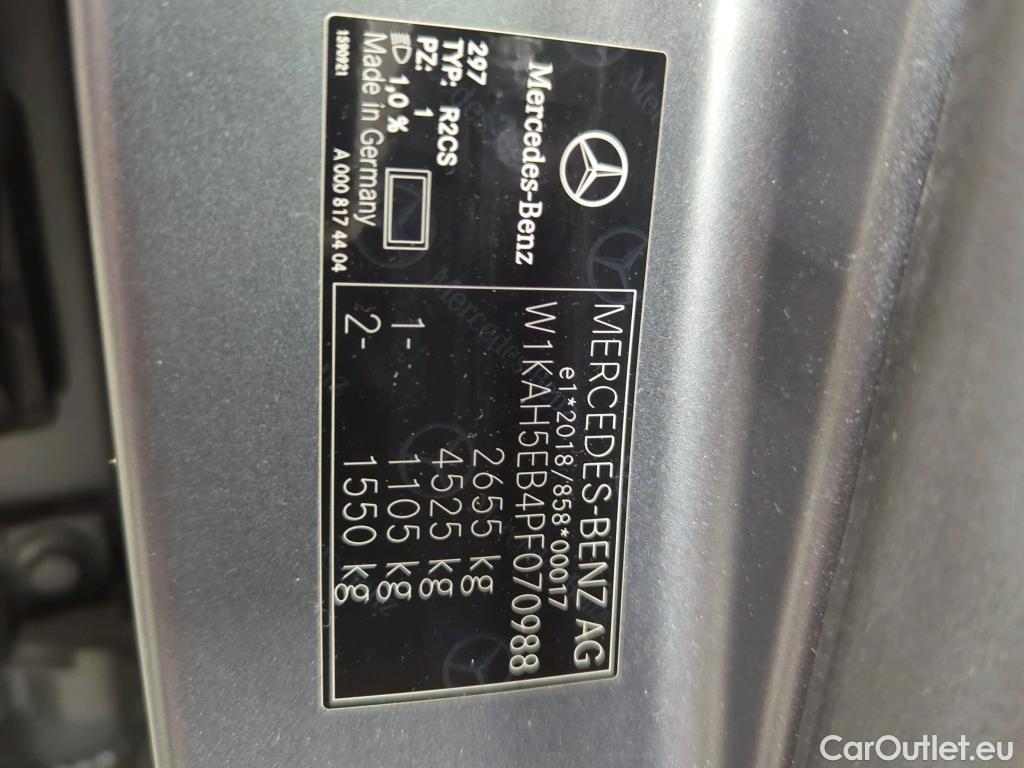 MERCEDES-BENZ AG
e1*2018/858*00017
W1KAH5EB4PF070988
2655 kg
4525 kg
1- 1105 kg
2- 1550 kg
Mercedes-Benz
297
TYP: R2CS
PZ: 1
1,0 %
Made in Germany
1S90921 A 000 817 44 04
CarOutlet.eu